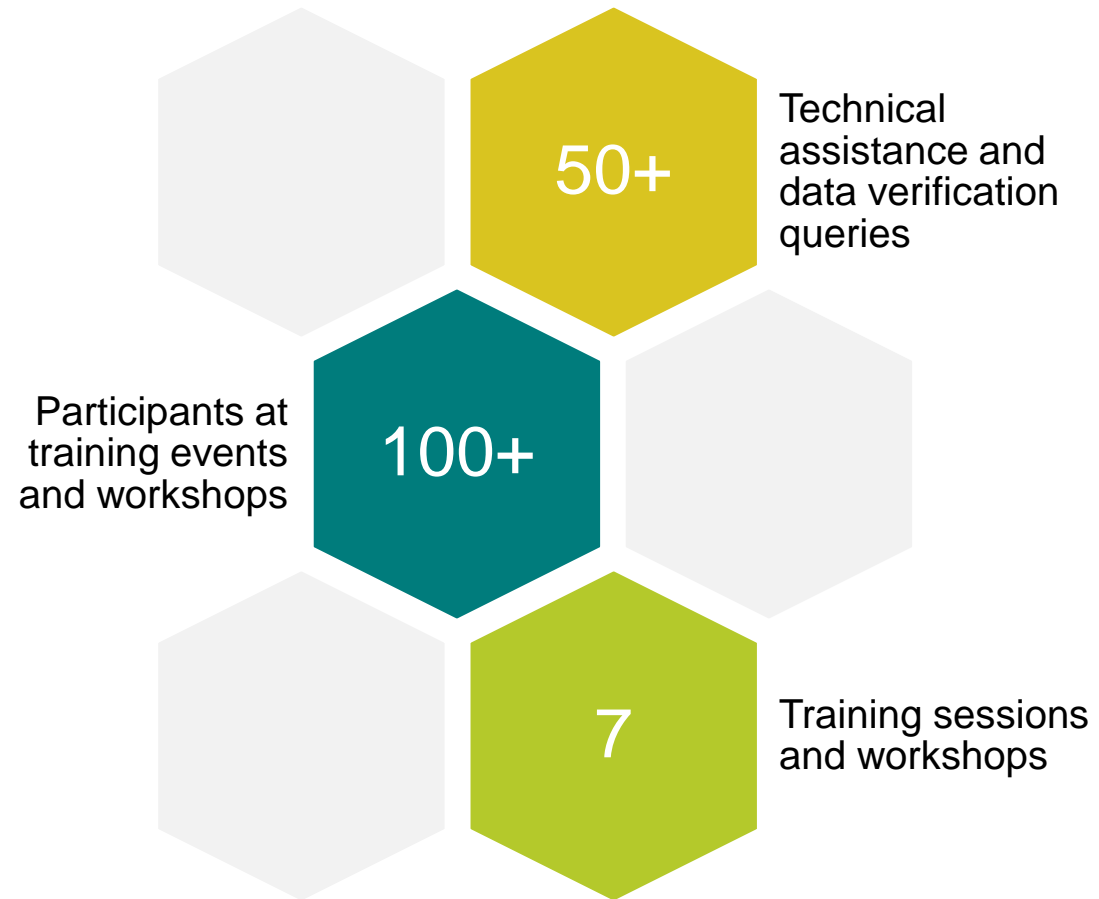 50+
Technical
assistance and
data verification
queries
Participants at
training events
and workshops
100+
7
Training sessions
and workshops